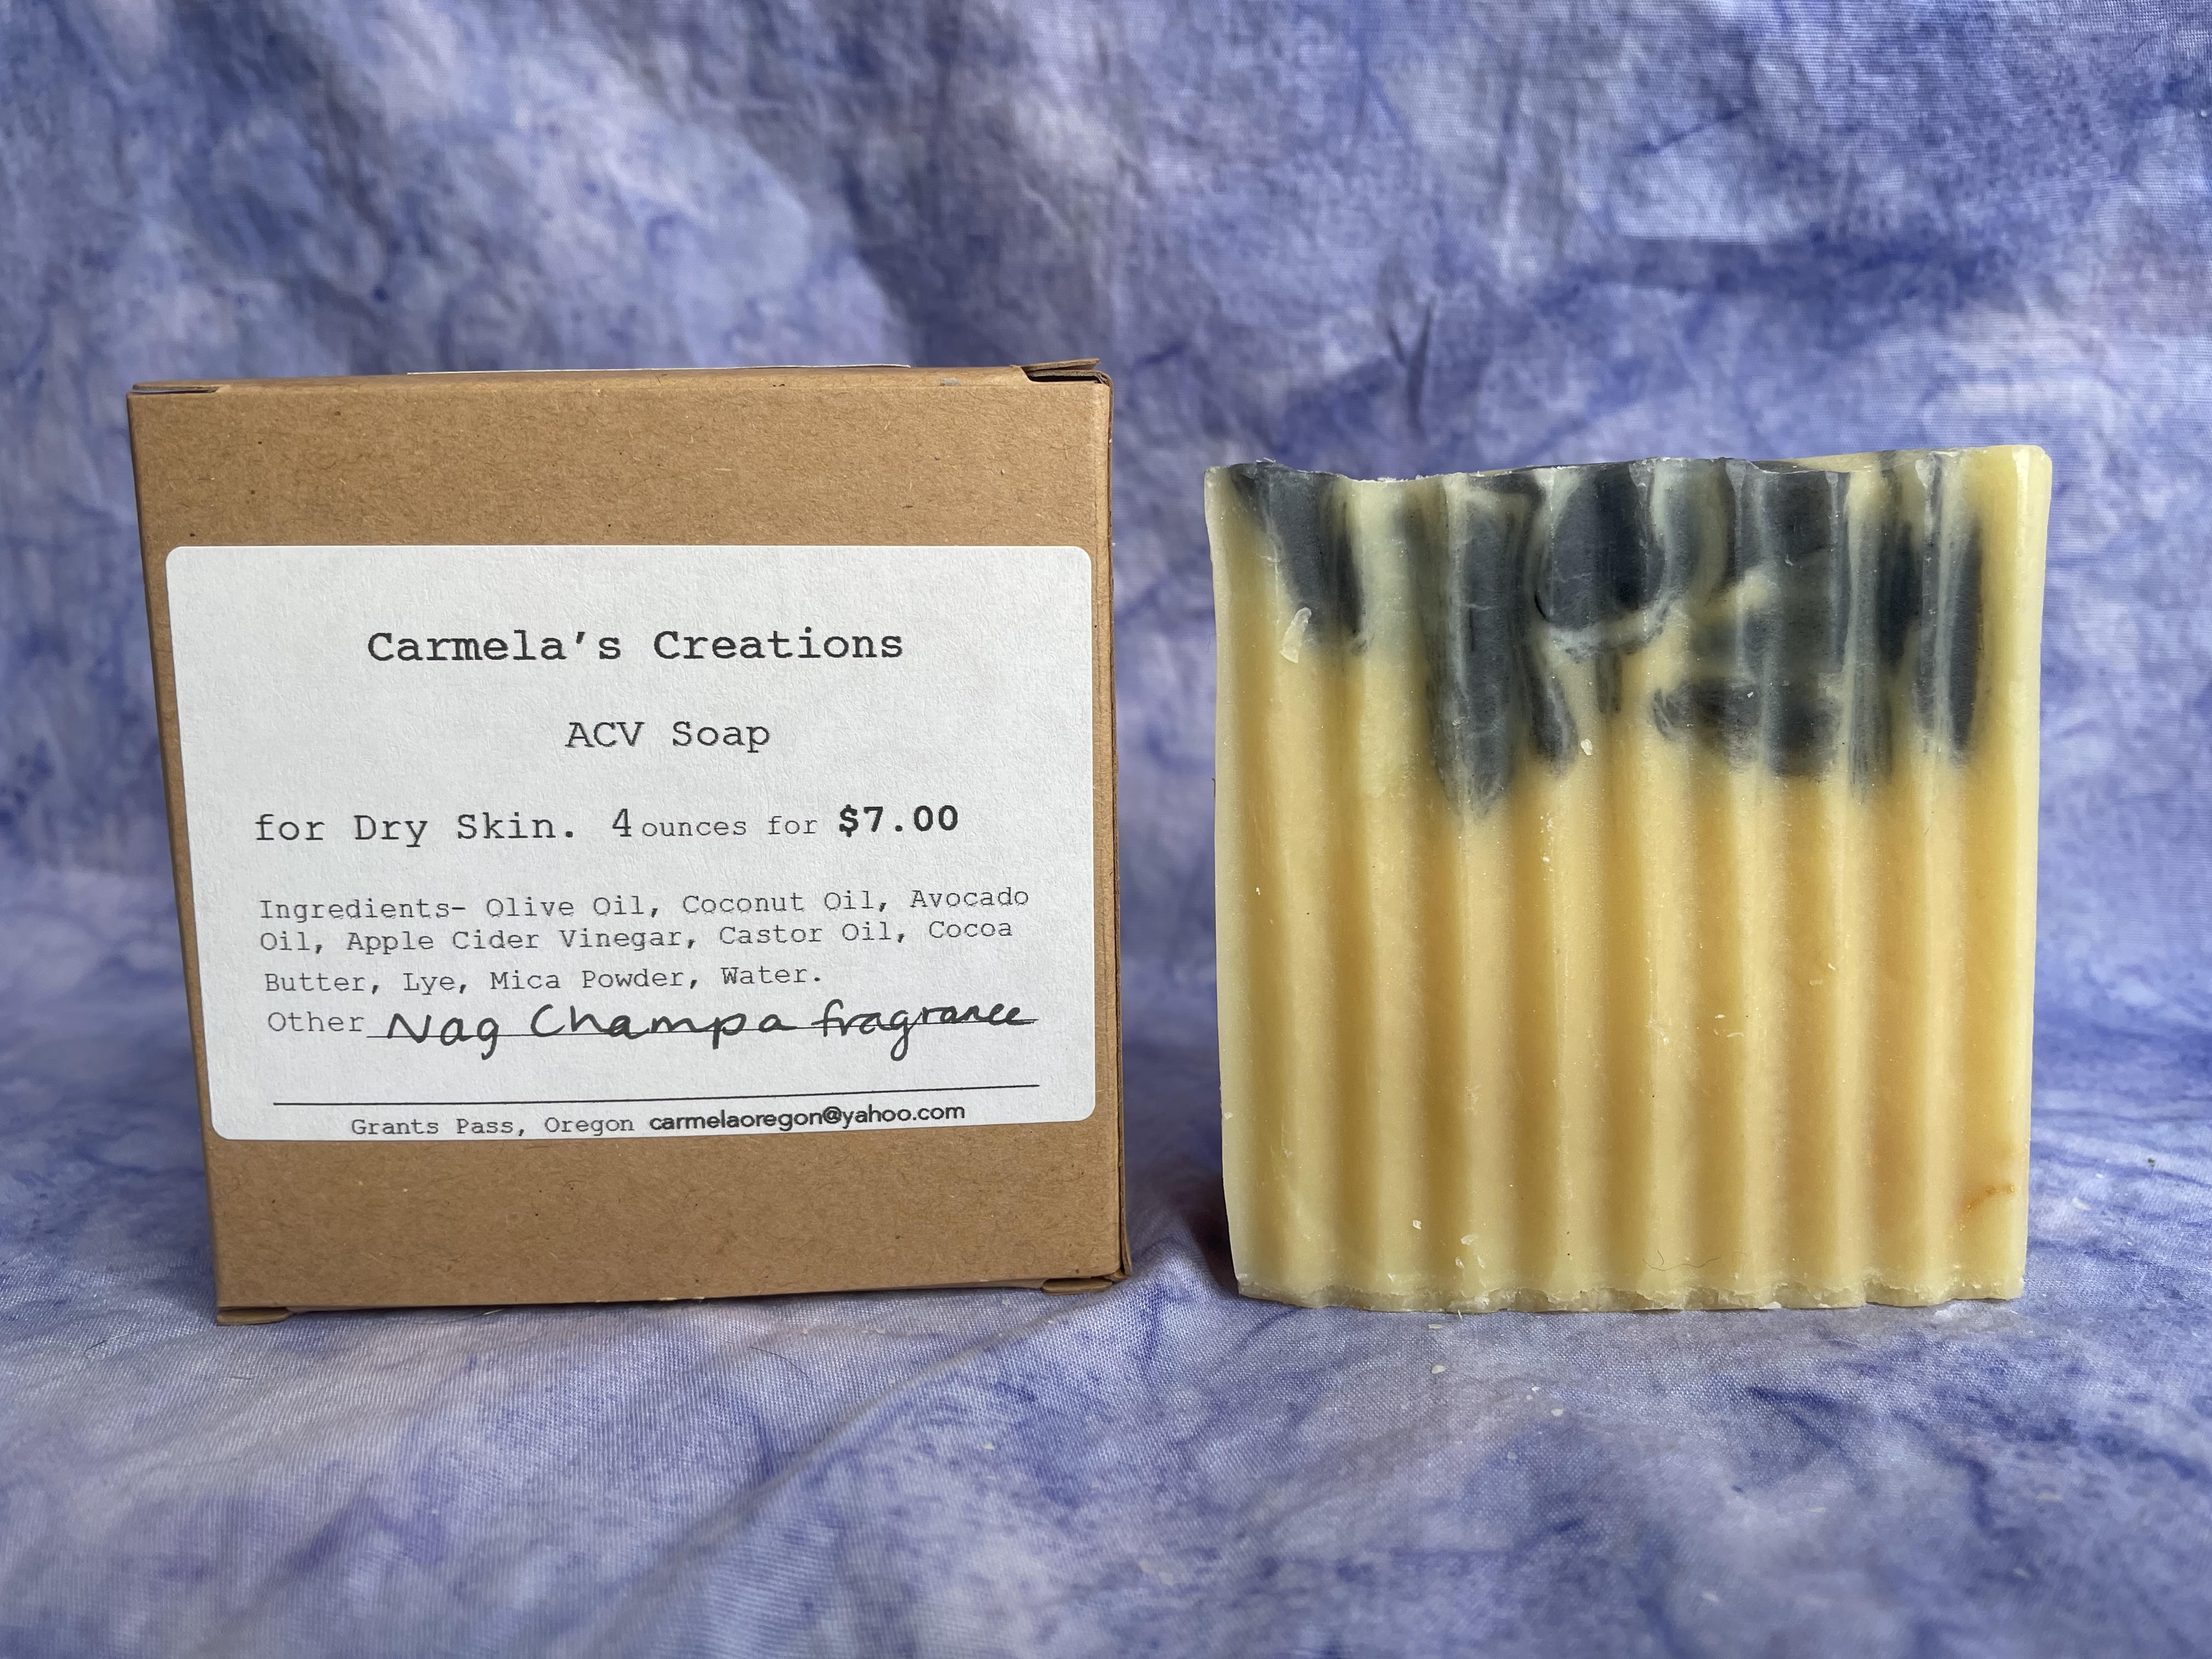 Carmela's Creations
ACV Soap
for Dry Skin. 4 ounces for $7.00
Ingredients- Olive Oil, Coconut Oil, Avocado
Oil, Apple Cider Vinegar, Castor Oil, Cocoa
Butter, Lye, Mica Powder, Water.
Other Nag Champa fragrance
Grants Pass, Oregon carmelaoregon@yahoo.com